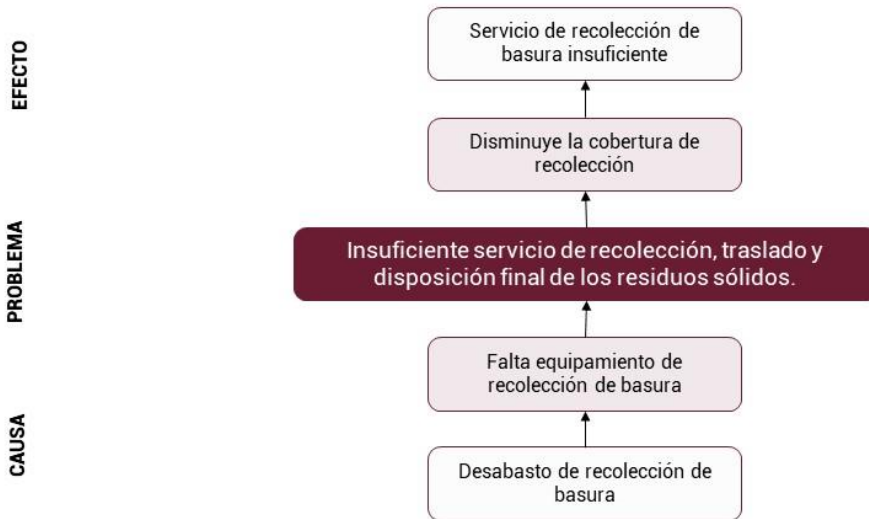 EFECTO
Servicio de recolección de
basura insuficiente
Disminuye la cobertura de
recolección
PROBLEMA
Insuficiente servicio de recolección, traslado y
disposición final de los residuos sólidos.
Falta equipamiento de
recolección de basura
CAUSA
Desabasto de recolección de
basura